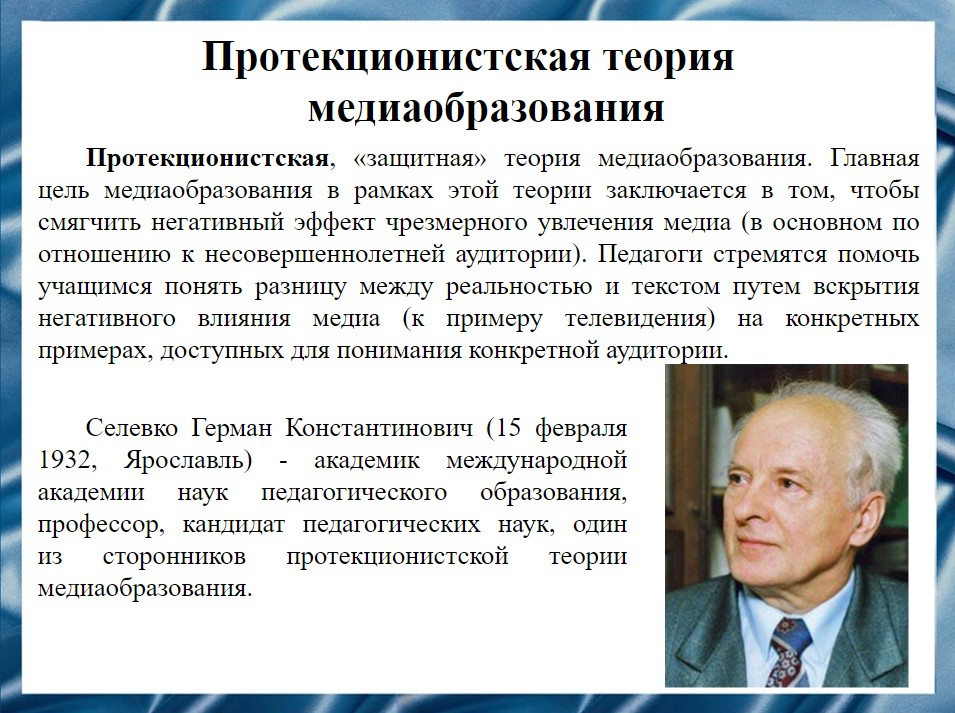 Протекционистская теория
медиаобразования
Протекционистская, «защитная» теория медиаобразования. Главная
цель медиаобразования в рамках этой теории заключается в том, чтобы
смягчить негативный эффект чрезмерного увлечения медиа (в основном по
отношению к несовершеннолетней аудитории). Педагоги стремятся помочь
учащимся понять разницу между реальностью и текстом путем вскрытия
негативного влияния медиа (к примеру телевидения) на конкретных
примерах, доступных для понимания конкретной аудитории.
Селевко Герман Константинович (15 февраля
1932, Ярославль) - академик международной
академии наук педагогического образования,
профессор, кандидат педагогических наук, один
из сторонников протекционистской теории
медиаобразования.